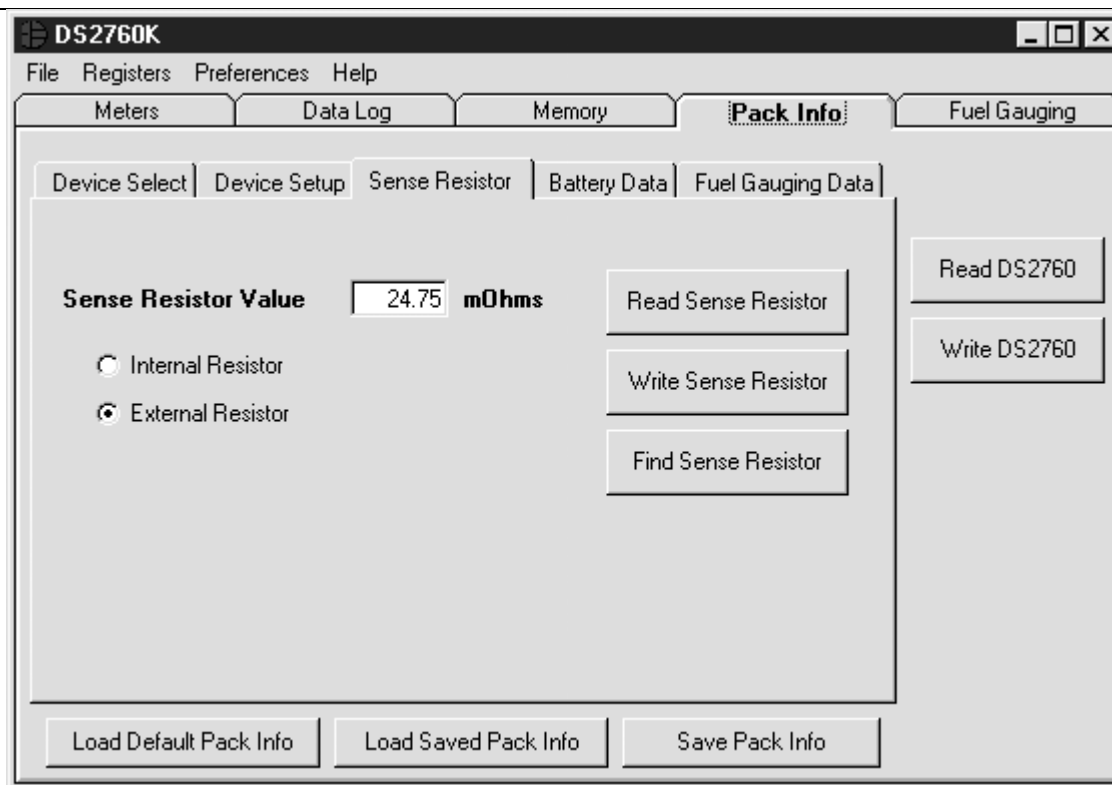 DS2760K
File Registers Preferences Help
Meters Data Log Memory Pack Info Fuel Gauging
Device Select Device Setup Sense Resistor Battery Data Fuel Gauging Data
Sense Resistor Value 24.75 mOhms
Internal Resistor
External Resistor
Read Sense Resistor
Write Sense Resistor
Find Sense Resistor
Read DS2760
Write DS2760
Load Default Pack Info Load Saved Pack Info Save Pack Info